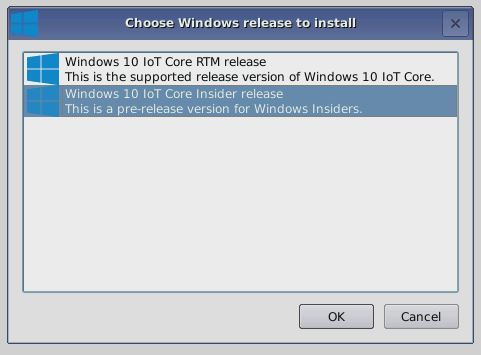 Choose Windows release to install
Windows 10 IoT Core RTM release
This is the supported release version of Windows 10 IoT Core.
Windows 10 IoT Core Insider release
This is a pre-release version for Windows Insiders.
OK
Cancel